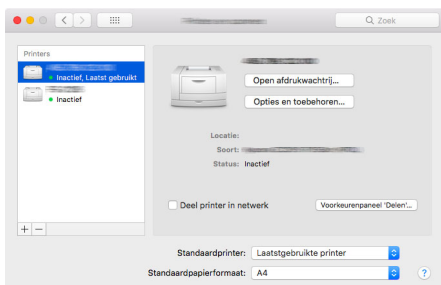 Zoek
Printers
Inactief, Laatst gebruikt
Inactief
Open afdrukwachtrij...
Opties en toebehoren...
Locatie:
Soort:
Status: Inactief
Deel printer in netwerk
Voorkeurenpaneel 'Delen'...
+ −
Standaardprinter: Laatstgebruikte printer
Standaardpapierformaat: A4
?